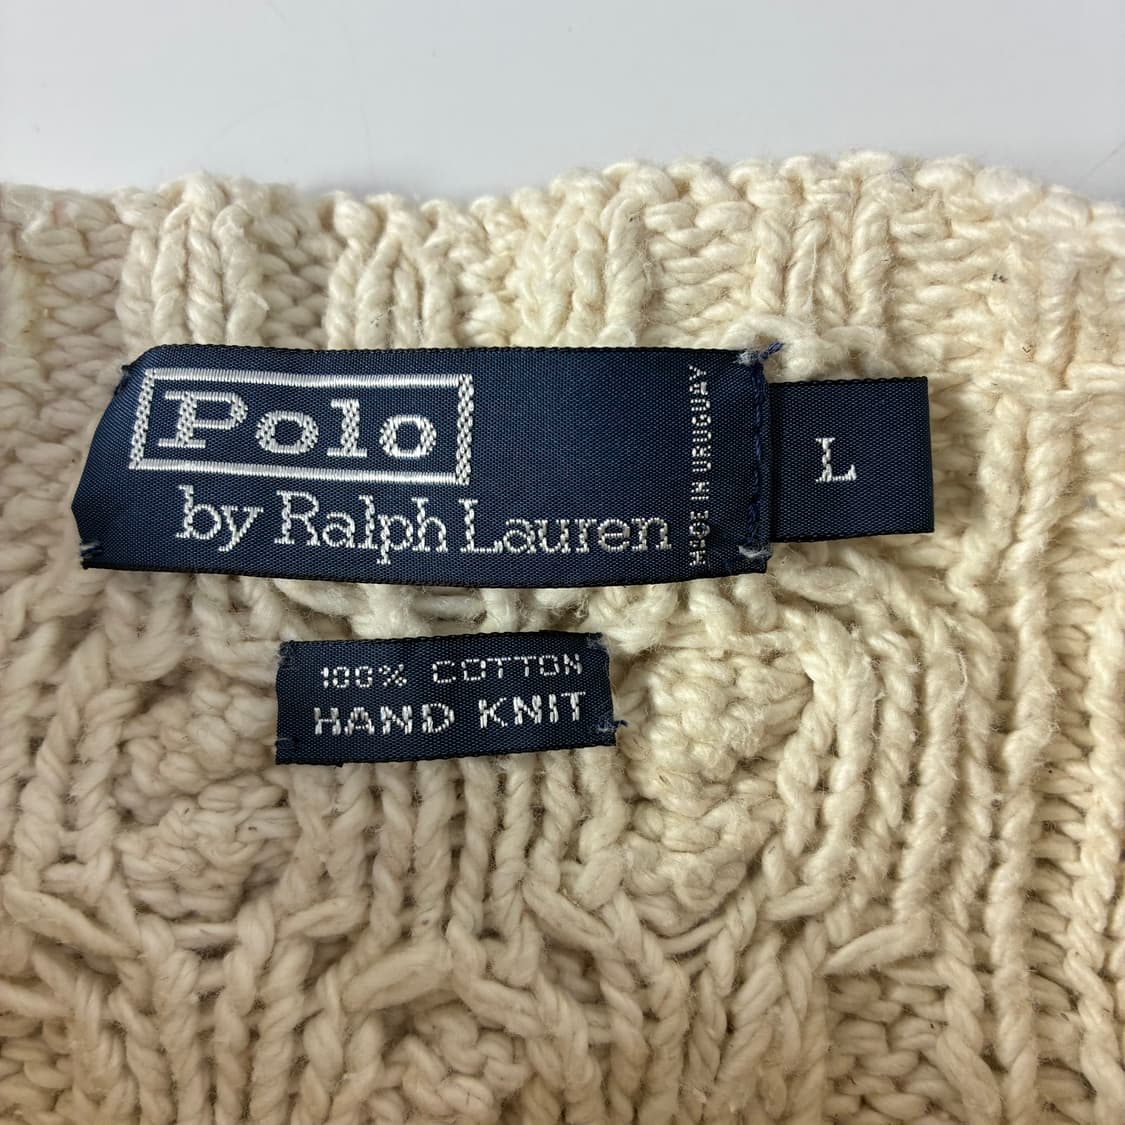 Polo
by Ralph Lauren
MADE IN URUGUAY
L
100% COTTON
HAND KNIT